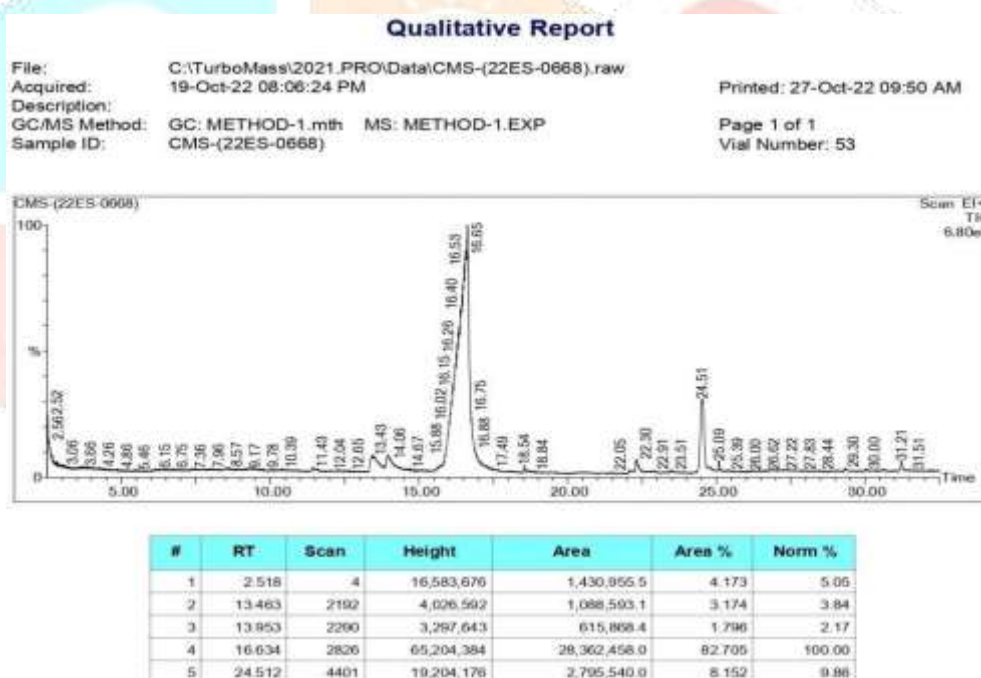 Qualitative Report
File: C:\TurboMass\2021.PRO\Data\CMS-(22ES-0668).raw
Acquired: 19-Oct-22 08:06:24 PM Printed: 27-Oct-22 09:50 AM
Description:
GC/MS Method: GC: METHOD-1.mth MS: METHOD-1.EXP Page 1 of 1
Sample ID: CMS-(22ES-0668) Vial Number: 53
CMS-(22ES-0668) Scan EI+
100
%
0
2.56 2.52 3.06 3.66 4.26 4.86 5.46 6.15 6.75 7.36 7.96 8.57 9.17 9.78 10.39 11.43 12.04 12.65 13.43 14.06 14.67 15.88 16.02 16.15 16.26 16.40 16.53 16.65 16.75 16.88 17.49 18.54 18.84 22.05 22.30 22.91 23.51 24.51 25.09 25.39 26.00 26.62 27.22 27.83 28.44 29.30 30.00 31.21 31.51
5.00 10.00 15.00 20.00 25.00 30.00 Time
# RT Scan Height Area Area % Norm %
1 2.518 4 16,583,676 1,430,955.5 4.173 5.05
2 13.463 2192 4,026,592 1,088,593.1 3.174 3.84
3 13.953 2290 3,297,643 615,868.4 1.796 2.17
4 16.634 2826 65,204,384 28,362,458.0 82.705 100.00
5 24.512 4401 19,204,176 2,795,540.0 8.152 9.86